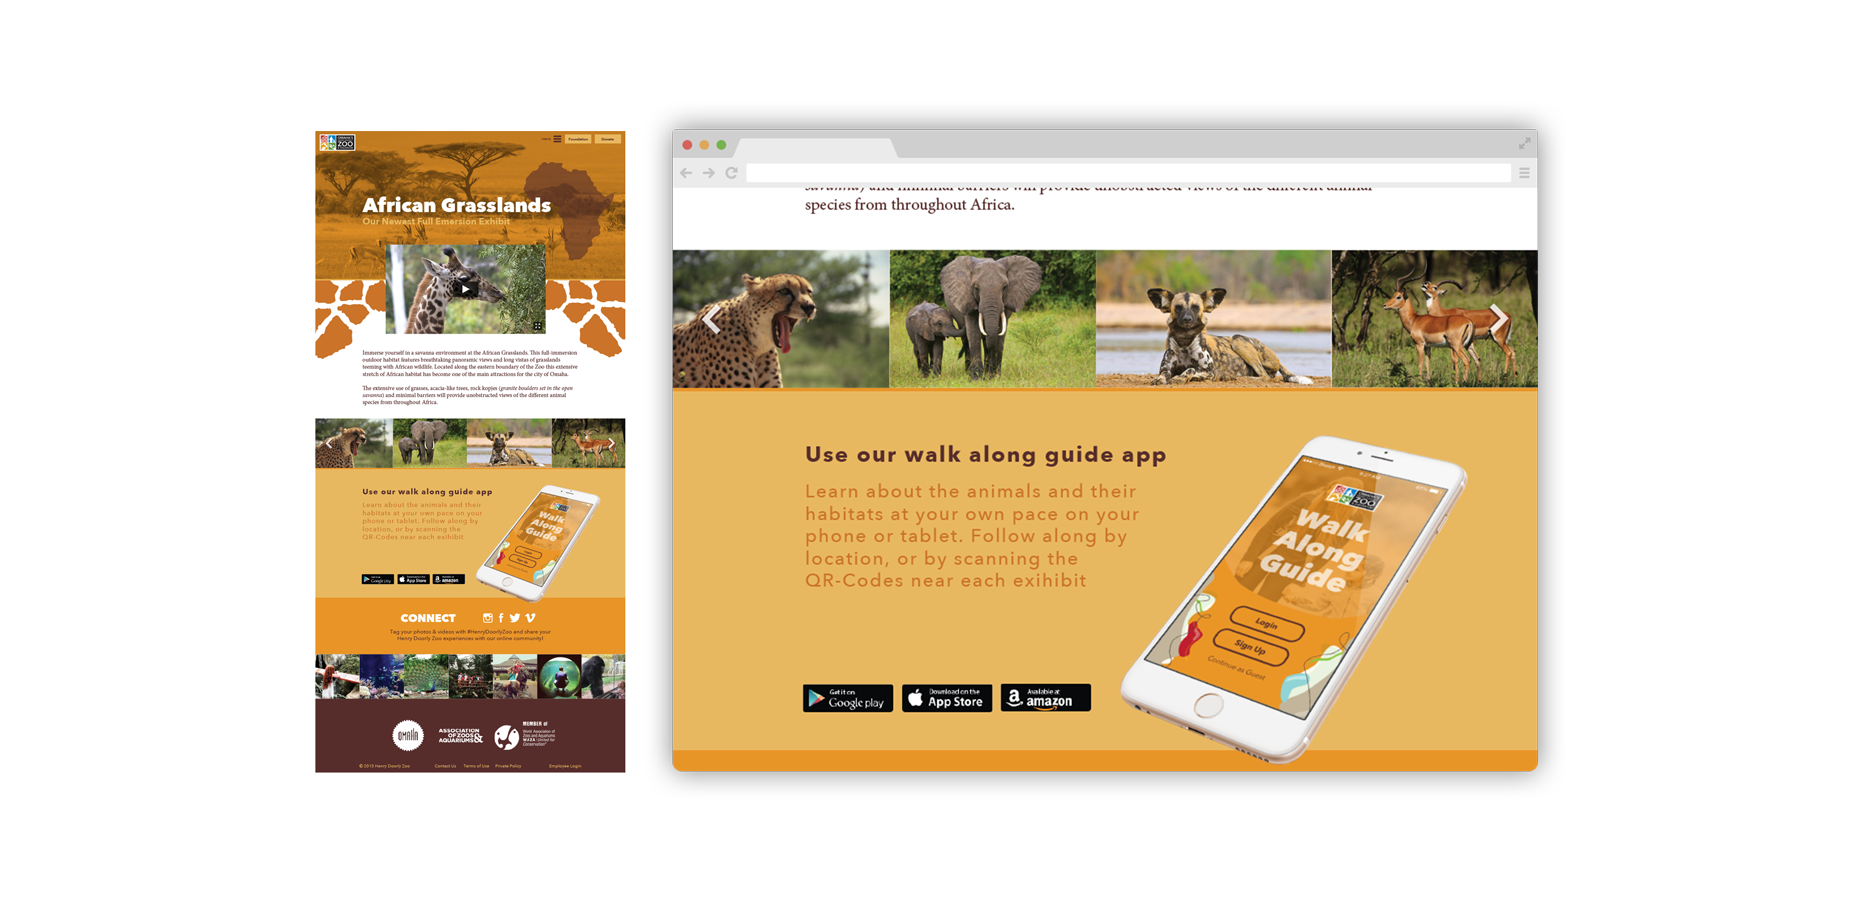 OMAHA'S
ZOO
Foundation
Donate
African Grasslands
Our Newest Full Emersion Exhibit
Immerse yourself in a savanna environment at the African Grasslands. This full-immersion
outdoor habitat features breathtaking panoramic views and long vistas of grasslands
teeming with African wildlife. Located along the eastern boundary of the Zoo this extensive
stretch of African habitat has become one of the main attractions for the city of Omaha.
The extensive use of grasses, acacia-like trees, rock kopjes (granite boulders set in the open
savanna) and minimal barriers will provide unobstructed views of the different animal
species from throughout Africa.
Use our walk along guide app
Learn about the animals and their
habitats at your own pace on your
phone or tablet. Follow along by
location, or by scanning the
QR-Codes near each exihibit
ZOO
Walk
Along
Guide
Login
Sign Up
Get it on
Google play
Download on the
App Store
Available at
amazon
CONNECT
Tag your photos & videos with #HenryDoorlyZoo and share your
Henry Doorly Zoo experiences with our online community!
OMAHA
ASSOCIATION
OF ZOOS
AQUARIUMS&
MEMBER of
World Association of
Zoos and Aquariums
WAZA | United for
Conservation
© 2015 Henry Doorly Zoo
Contact Us
Terms of Use
Private Policy
Employee Login
savanna) and minimal barriers will provide unobstructed views of the different animal
species from throughout Africa.
Use our walk along guide app
Learn about the animals and their
habitats at your own pace on your
phone or tablet. Follow along by
location, or by scanning the
QR-Codes near each exihibit
Get it on
Google play
Download on the
App Store
Available at
amazon
ZOO
Walk
Along
Guide
Login
Sign Up
Continue as Guest